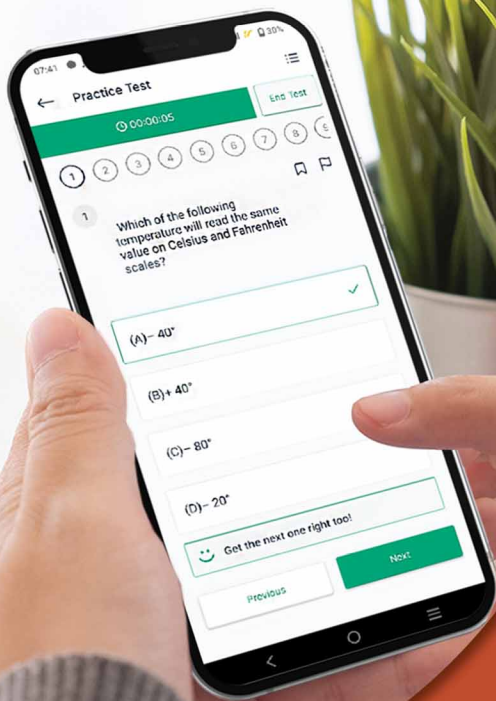 07:41 30%
← Practice Test
00:00:05 End Test
1 2 3 4 5 6 7 8 9
1
Which of the following
temperature will read the same
value on Celsius and Fahrenheit
scales?
(A)– 40°
(B)+ 40°
(C)– 80°
(D)– 20°
Get the next one right too!
Previous Next